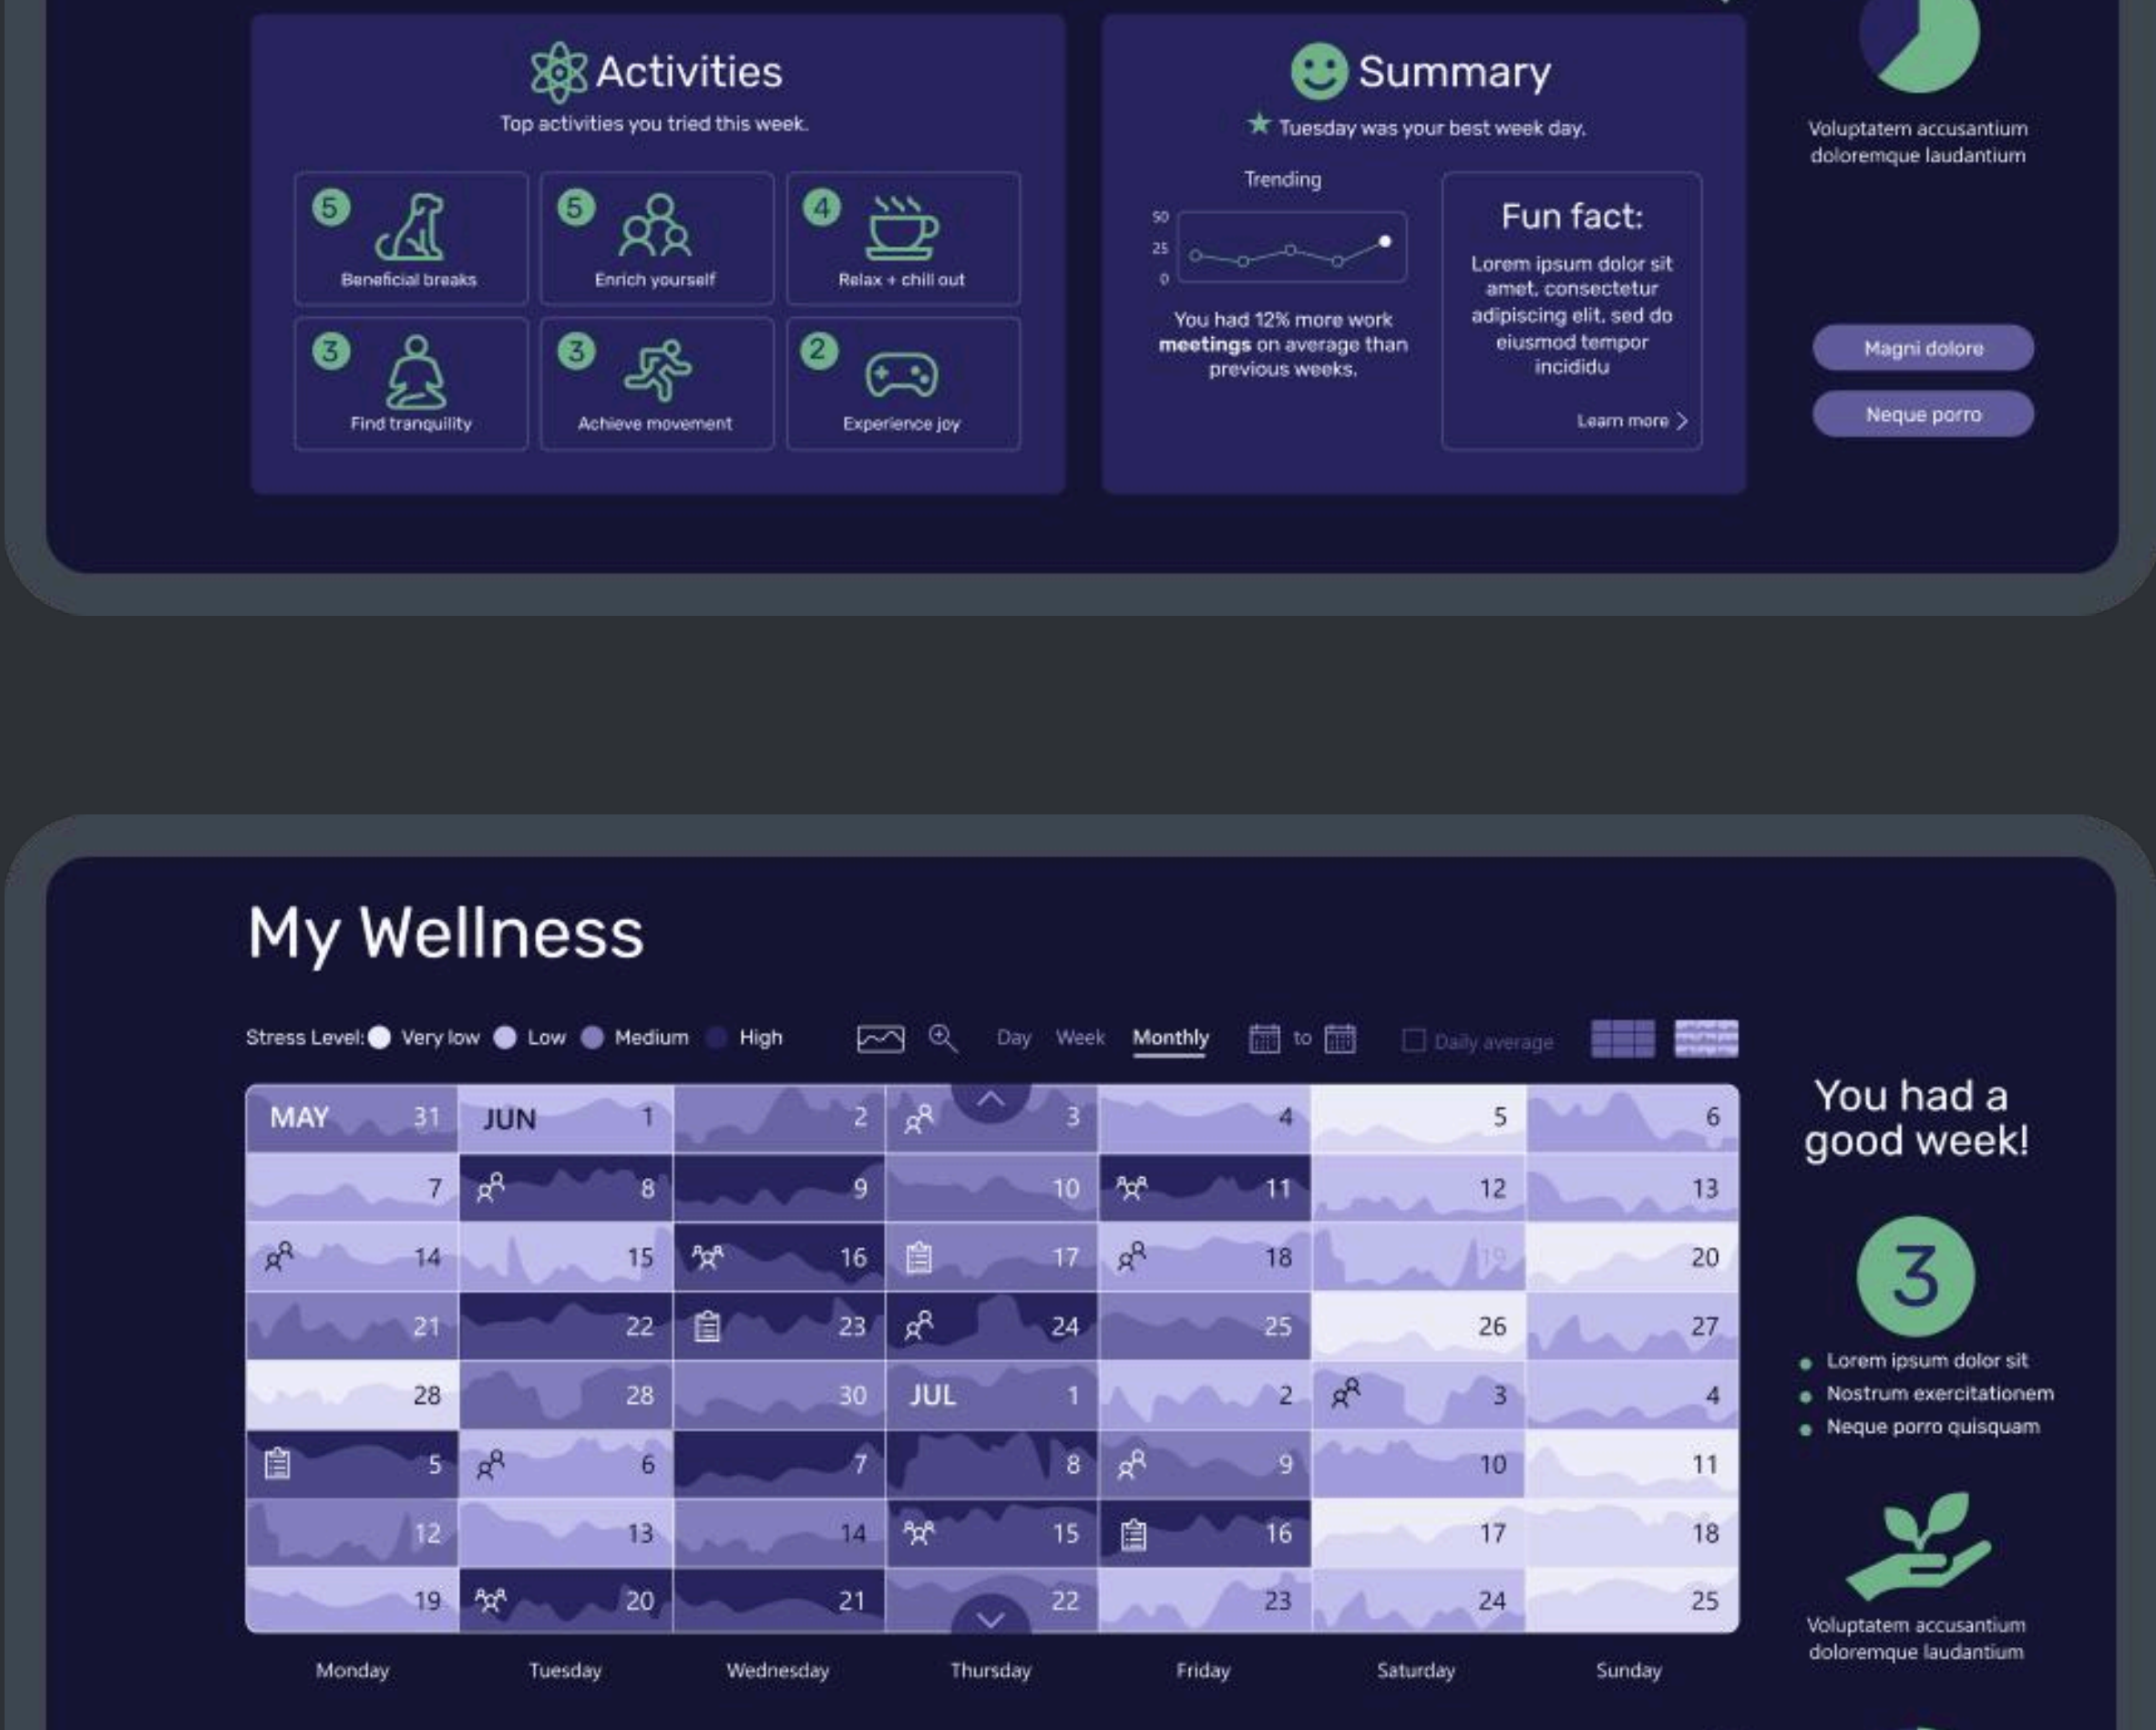 Activities
Top activities you tried this week.
5
Beneficial breaks
5
Enrich yourself
4
Relax + chill out
3
Find tranquility
3
Achieve movement
2
Experience joy
Summary
★ Tuesday was your best week day.
Trending
50
25
0
You had 12% more work
meetings on average than
previous weeks.
Fun fact:
Lorem ipsum dolor sit
amet, consectetur
adipiscing elit, sed do
eiusmod tempor
incididu
Learn more >
Voluptatem accusantium
doloremque laudantium
Magni dolore
Neque porro
My Wellness
Stress Level: Very low Low Medium High
Day Week Monthly to Daily average
MAY 31 JUN 1 2 3 4 5 6
7 8 9 10 11 12 13
14 15 16 17 18 19 20
21 22 23 24 25 26 27
28 28 30 JUL 1 2 3 4
5 6 7 8 9 10 11
12 13 14 15 16 17 18
19 20 21 22 23 24 25
Monday Tuesday Wednesday Thursday Friday Saturday Sunday
You had a
good week!
3
Lorem ipsum dolor sit
Nostrum exercitationem
Neque porro quisquam
Voluptatem accusantium
doloremque laudantium